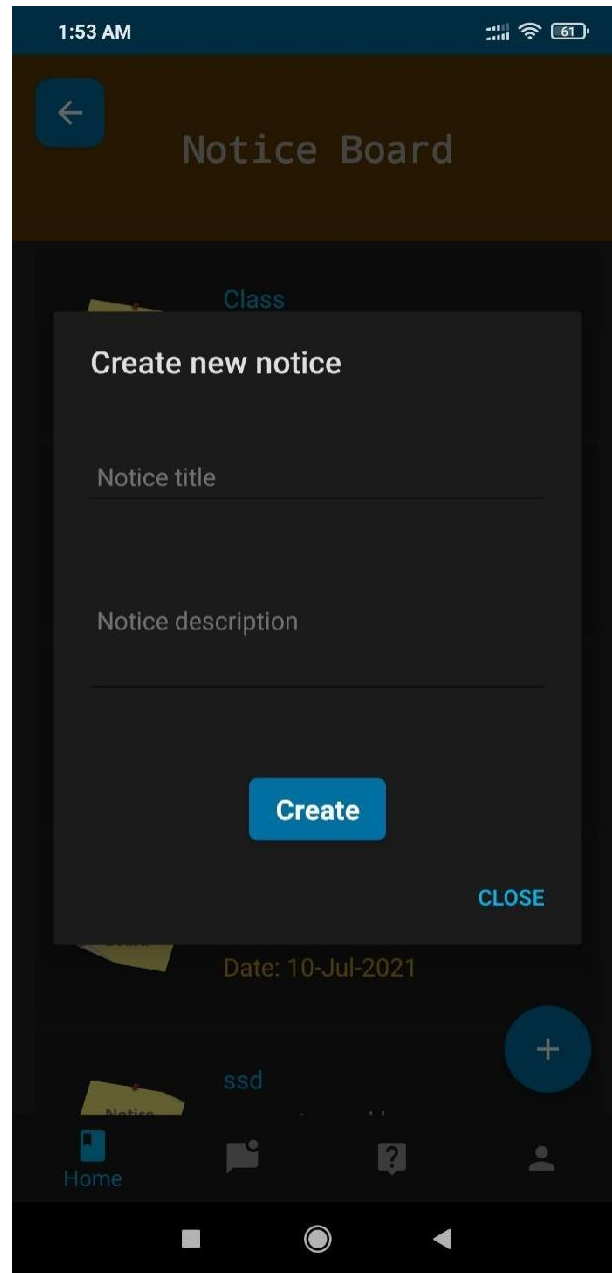 1:53 AM
61
Notice Board
Class
Create new notice
Notice title
Notice description
Create
CLOSE
Date: 10-Jul-2021
+
ssd
Notice
Home